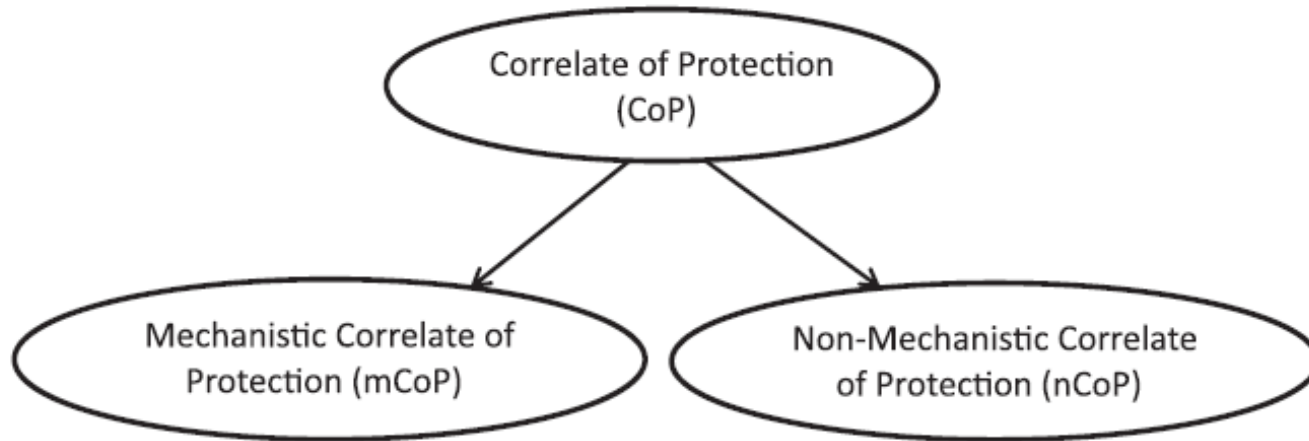 Correlate of Protection
(CoP)
Mechanistic Correlate of
Protection (mCoP)
Non-Mechanistic Correlate
of Protection (nCoP)